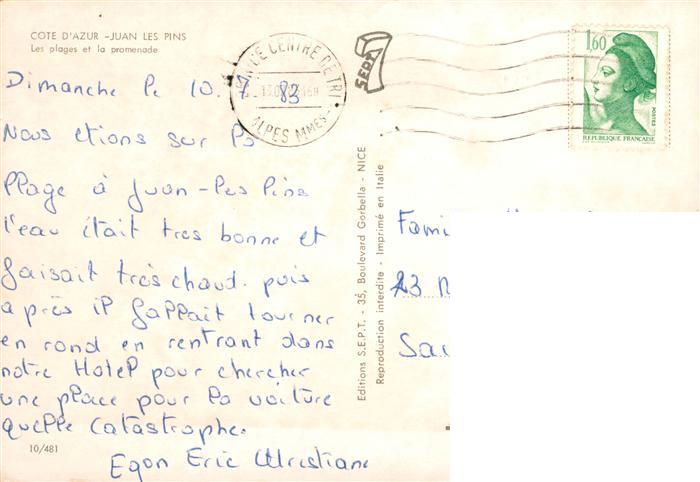 COTE D'AZUR -JUAN LES PINS
Les plages et la promenade
Dimanche le 10.7 83
Nous etions sur la
Plage à Juan-les Pins
l'eau était tres bonne et
faisait très chaud. puis
après il fallait tourner
en rond en rentrant dans
notre Hotel pour chercher
une place pour la voiture
quelle catastrophe.
Egon Eric Christiane
10/481
Editions S.E.P.T. - 35, Boulevard Gorbella - NICE
Reproduction interdite - Imprimé en Italie
SEPT
NICE CENTRE DE TRI
ALPES MMES
1,60
POSTES
REPUBLIQUE FRANÇAISE
Fami
23
Sa